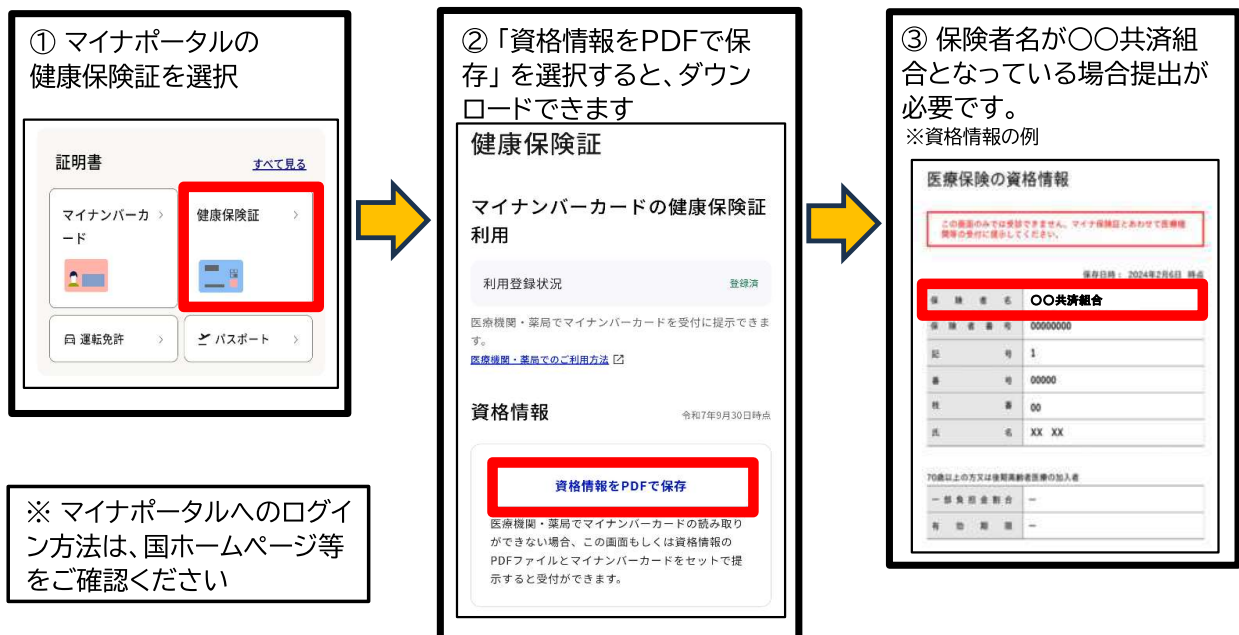 ① マイナポータルの
健康保険証を選択
証明書
すべて見る
マイナンバーカ
ード
健康保険証
運転免許
パスポート
※ マイナポータルへのログイ
ン方法は、国ホームページ等
をご確認ください
②「資格情報をPDFで保
存」を選択すると、ダウン
ロードできます
健康保険証
マイナンバーカードの健康保険証
利用
利用登録状況
登録済
医療機関・薬局でマイナンバーカードを受付に提示できま
す。
医療機関・薬局でのご利用方法
資格情報
令和7年9月30日時点
資格情報をPDFで保存
医療機関・薬局でマイナンバーカードの読み取り
ができない場合、この画面もしくは資格情報の
PDFファイルとマイナンバーカードをセットで提
示すると受付ができます。
③ 保険者名が〇〇共済組
合となっている場合提出が
必要です。
※資格情報の例
医療保険の資格情報
この画面のみでは受診できません。マイナ保険証とあわせて医療機
関等の受付に提示してください。
保存日時： 2024年2月6日 時点
保険者名 〇〇共済組合
保険者番号 00000000
記号 1
番号 00000
枝番 00
氏名 XX XX
70歳以上の方又は後期高齢者医療の加入者
一部負担金割合 ー
有効期限 ー